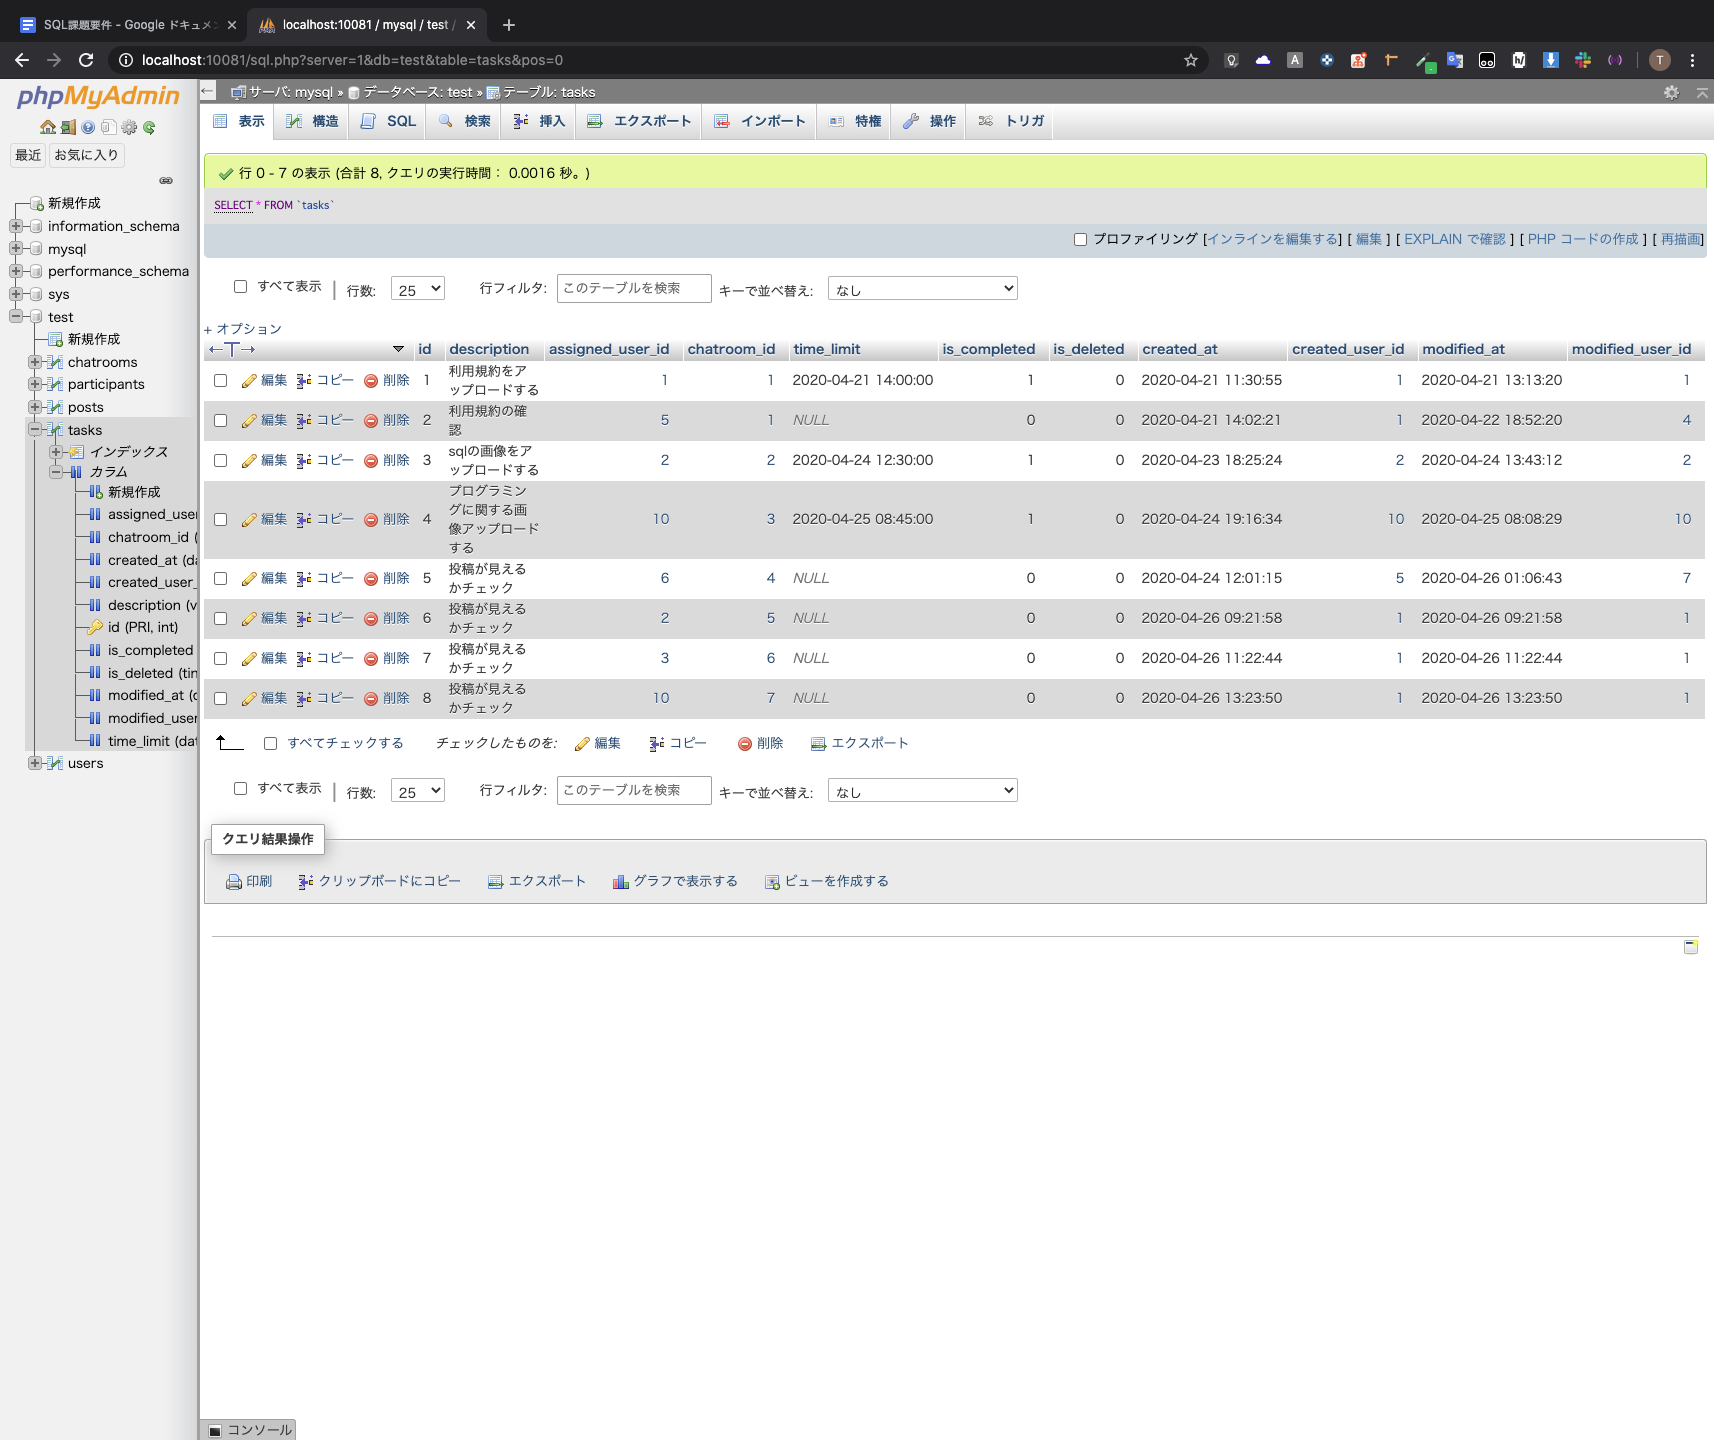 SQL課題要件 - Google ドキュメン
localhost:10081 / mysql / test /
localhost:10081/sql.php?server=1&db=test&table=tasks&pos=0
phpMyAdmin
最近 お気に入り
新規作成
information_schema
mysql
performance_schema
sys
test
新規作成
chatrooms
participants
posts
tasks
インデックス
カラム
新規作成
assigned_user
chatroom_id (
created_at (da
created_user_
description (v
id (PRI, int)
is_completed
is_deleted (tin
modified_at (d
modified_user
time_limit (dat
users
サーバ: mysql » データベース: test » テーブル: tasks
表示 構造 SQL 検索 挿入 エクスポート インポート 特権 操作 トリガ
行 0 - 7 の表示 (合計 8, クエリの実行時間： 0.0016 秒。)
SELECT * FROM `tasks`
プロファイリング [インラインを編集する] [ 編集 ] [ EXPLAIN で確認 ] [ PHP コードの作成 ] [ 再描画]
すべて表示 | 行数: 25 行フィルタ: このテーブルを検索 キーで並べ替え: なし
+ オプション
←T→ id description assigned_user_id chatroom_id time_limit is_completed is_deleted created_at created_user_id modified_at modified_user_id
編集 コピー 削除 1 利用規約をアップロードする 1 1 2020-04-21 14:00:00 1 0 2020-04-21 11:30:55 1 2020-04-21 13:13:20 1
編集 コピー 削除 2 利用規約の確認 5 1 NULL 0 0 2020-04-21 14:02:21 1 2020-04-22 18:52:20 4
編集 コピー 削除 3 sqlの画像をアップロードする 2 2 2020-04-24 12:30:00 1 0 2020-04-23 18:25:24 2 2020-04-24 13:43:12 2
編集 コピー 削除 4 プログラミングに関する画像アップロードする 10 3 2020-04-25 08:45:00 1 0 2020-04-24 19:16:34 10 2020-04-25 08:08:29 10
編集 コピー 削除 5 投稿が見えるかチェック 6 4 NULL 0 0 2020-04-24 12:01:15 5 2020-04-26 01:06:43 7
編集 コピー 削除 6 投稿が見えるかチェック 2 5 NULL 0 0 2020-04-26 09:21:58 1 2020-04-26 09:21:58 1
編集 コピー 削除 7 投稿が見えるかチェック 3 6 NULL 0 0 2020-04-26 11:22:44 1 2020-04-26 11:22:44 1
編集 コピー 削除 8 投稿が見えるかチェック 10 7 NULL 0 0 2020-04-26 13:23:50 1 2020-04-26 13:23:50 1
すべてチェックする チェックしたものを: 編集 コピー 削除 エクスポート
すべて表示 | 行数: 25 行フィルタ: このテーブルを検索 キーで並べ替え: なし
クエリ結果操作
印刷 クリップボードにコピー エクスポート グラフで表示する ビューを作成する
コンソール